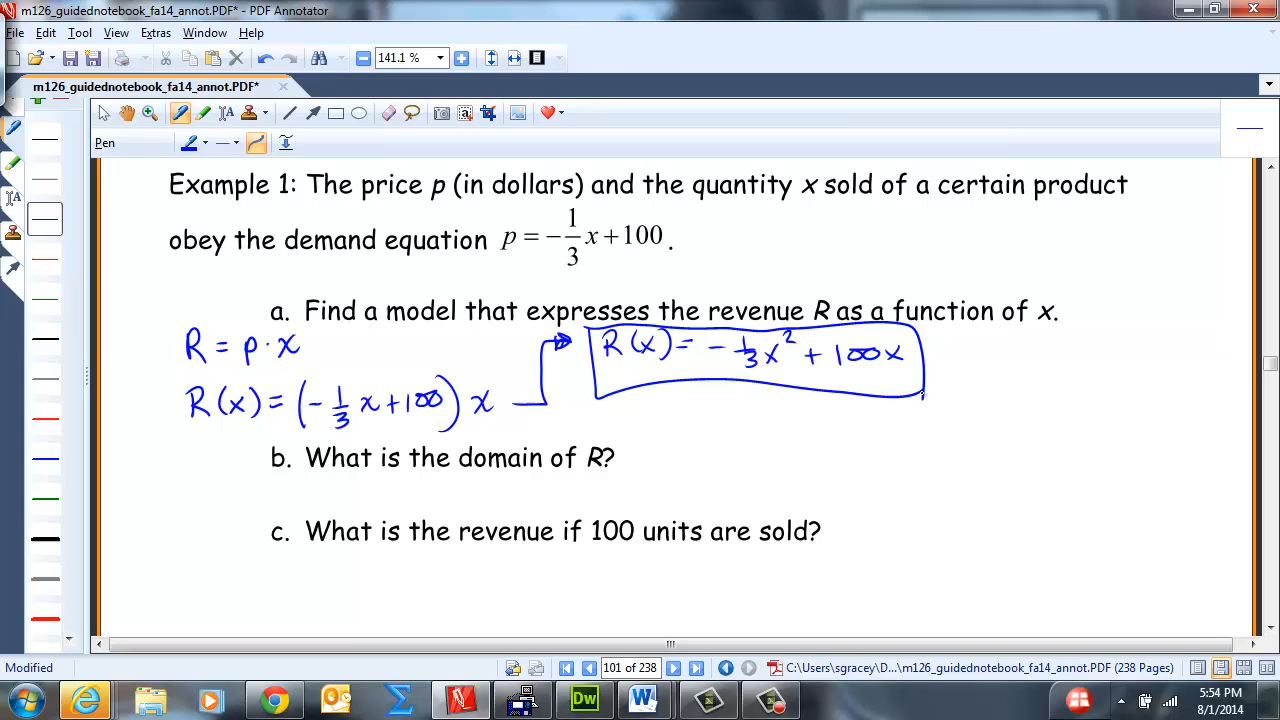 m126_guidednotebook_fa14_annot.PDF* - PDF Annotator
File Edit Tool View Extras Window Help
141.1 %
m126_guidednotebook_fa14_annot.PDF*
Pen
Example 1: The price p (in dollars) and the quantity x sold of a certain product
obey the demand equation p = -1/3 x + 100.
a. Find a model that expresses the revenue R as a function of x.
R = p · x
R(x) = (-1/3 x + 100) x
R(x) = -1/3 x² + 100x
b. What is the domain of R?
c. What is the revenue if 100 units are sold?
Modified
101 of 238
C:\Users\sgracey\D...\m126_guidednotebook_fa14_annot.PDF (238 Pages)
Dw
5:54 PM
8/1/2014